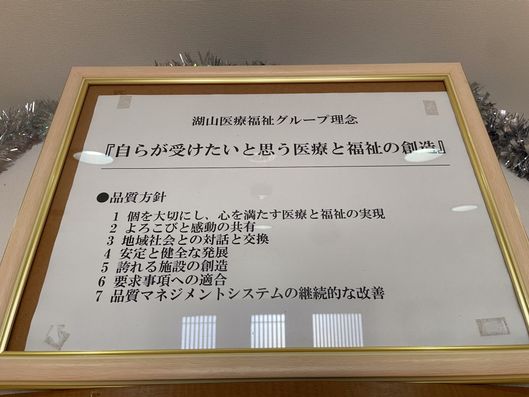 湖山医療福祉グループ理念
『自らが受けたいと思う医療と福祉の創造』
●品質方針
1 個を大切にし、心を満たす医療と福祉の実現
2 よろこびと感動の共有
3 地域社会との対話と交換
4 安定と健全な発展
5 誇れる施設の創造
6 要求事項への適合
7 品質マネジメントシステムの継続的な改善